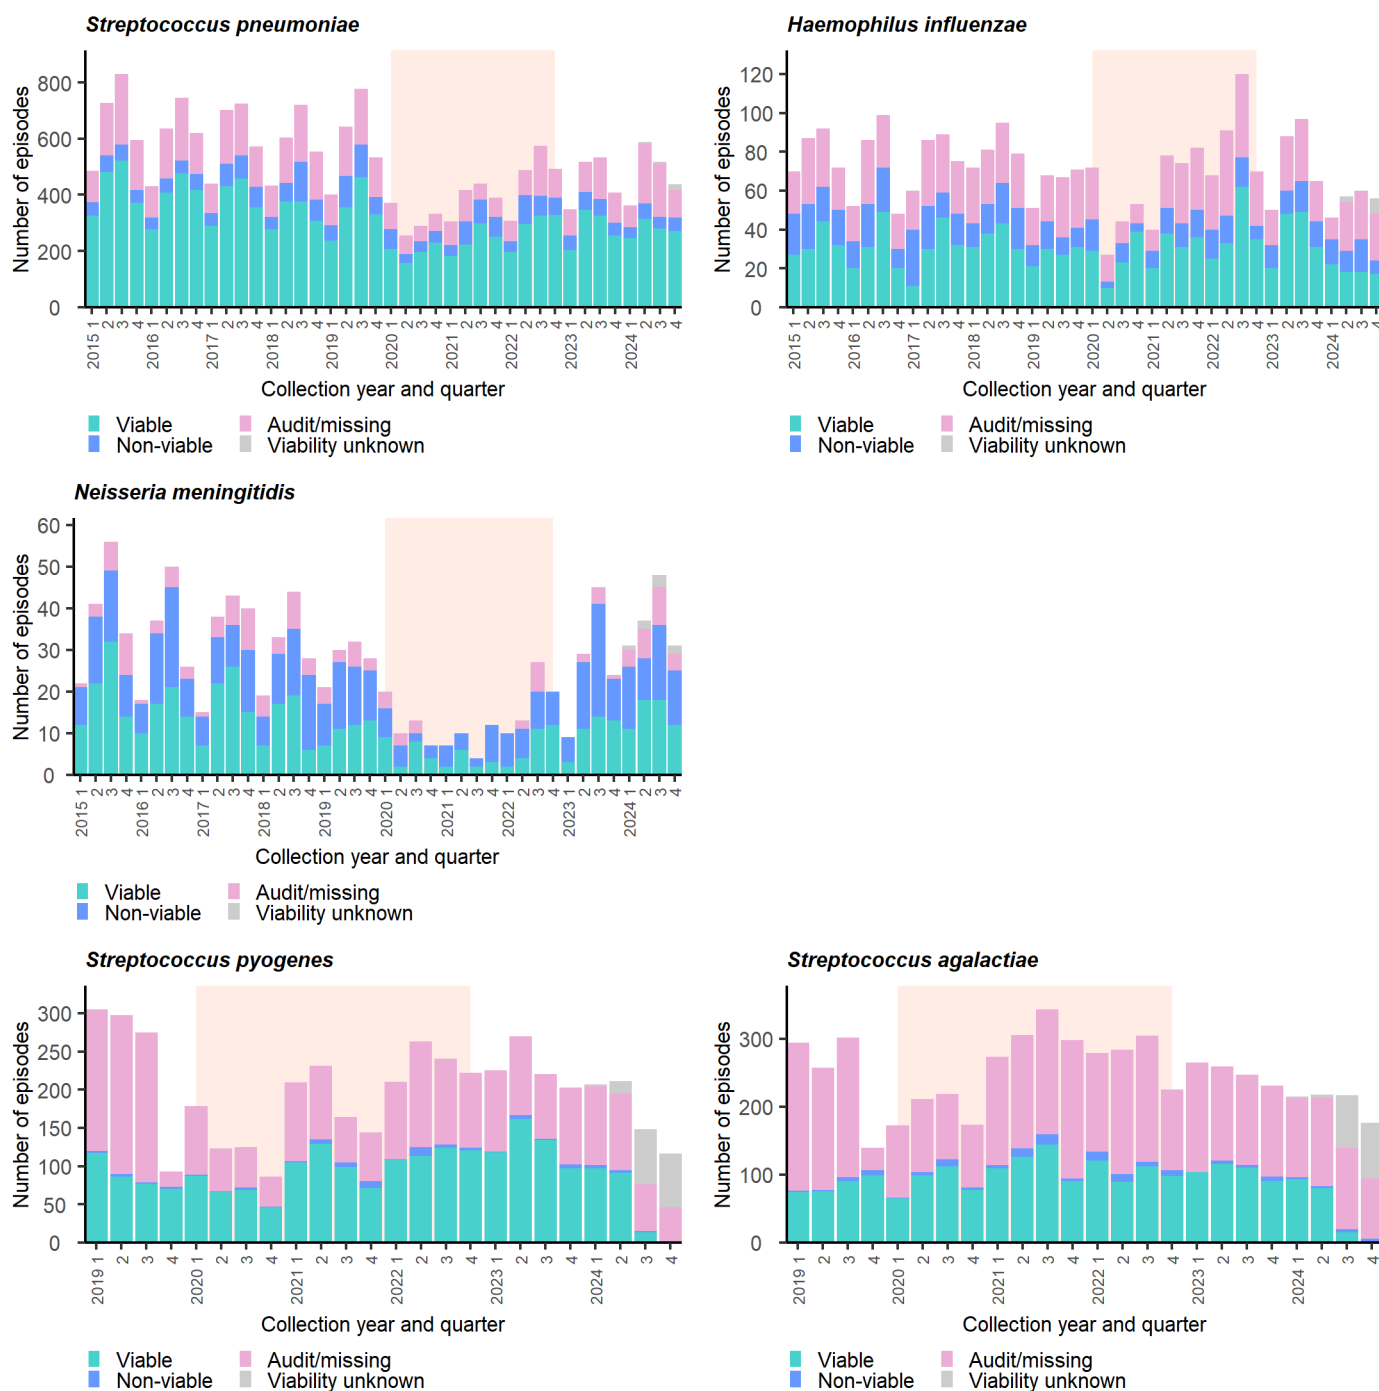 Streptococcus pneumoniae
Number of episodes
800
600
400
200
0
2015 1 2 3 4 2016 1 2 3 4 2017 1 2 3 4 2018 1 2 3 4 2019 1 2 3 4 2020 1 2 3 4 2021 1 2 3 4 2022 1 2 3 4 2023 1 2 3 4 2024 1 2 3 4
Collection year and quarter
Viable Audit/missing
Non-viable Viability unknown
Haemophilus influenzae
Number of episodes
120
100
80
60
40
20
0
2015 1 2 3 4 2016 1 2 3 4 2017 1 2 3 4 2018 1 2 3 4 2019 1 2 3 4 2020 1 2 3 4 2021 1 2 3 4 2022 1 2 3 4 2023 1 2 3 4 2024 1 2 3 4
Collection year and quarter
Viable Audit/missing
Non-viable Viability unknown
Neisseria meningitidis
Number of episodes
60
50
40
30
20
10
0
2015 1 2 3 4 2016 1 2 3 4 2017 1 2 3 4 2018 1 2 3 4 2019 1 2 3 4 2020 1 2 3 4 2021 1 2 3 4 2022 1 2 3 4 2023 1 2 3 4 2024 1 2 3 4
Collection year and quarter
Viable Audit/missing
Non-viable Viability unknown
Streptococcus pyogenes
Number of episodes
300
250
200
150
100
50
0
2019 1 2 3 4 2020 1 2 3 4 2021 1 2 3 4 2022 1 2 3 4 2023 1 2 3 4 2024 1 2 3 4
Collection year and quarter
Viable Audit/missing
Non-viable Viability unknown
Streptococcus agalactiae
Number of episodes
300
200
100
0
2019 1 2 3 4 2020 1 2 3 4 2021 1 2 3 4 2022 1 2 3 4 2023 1 2 3 4 2024 1 2 3 4
Collection year and quarter
Viable Audit/missing
Non-viable Viability unknown